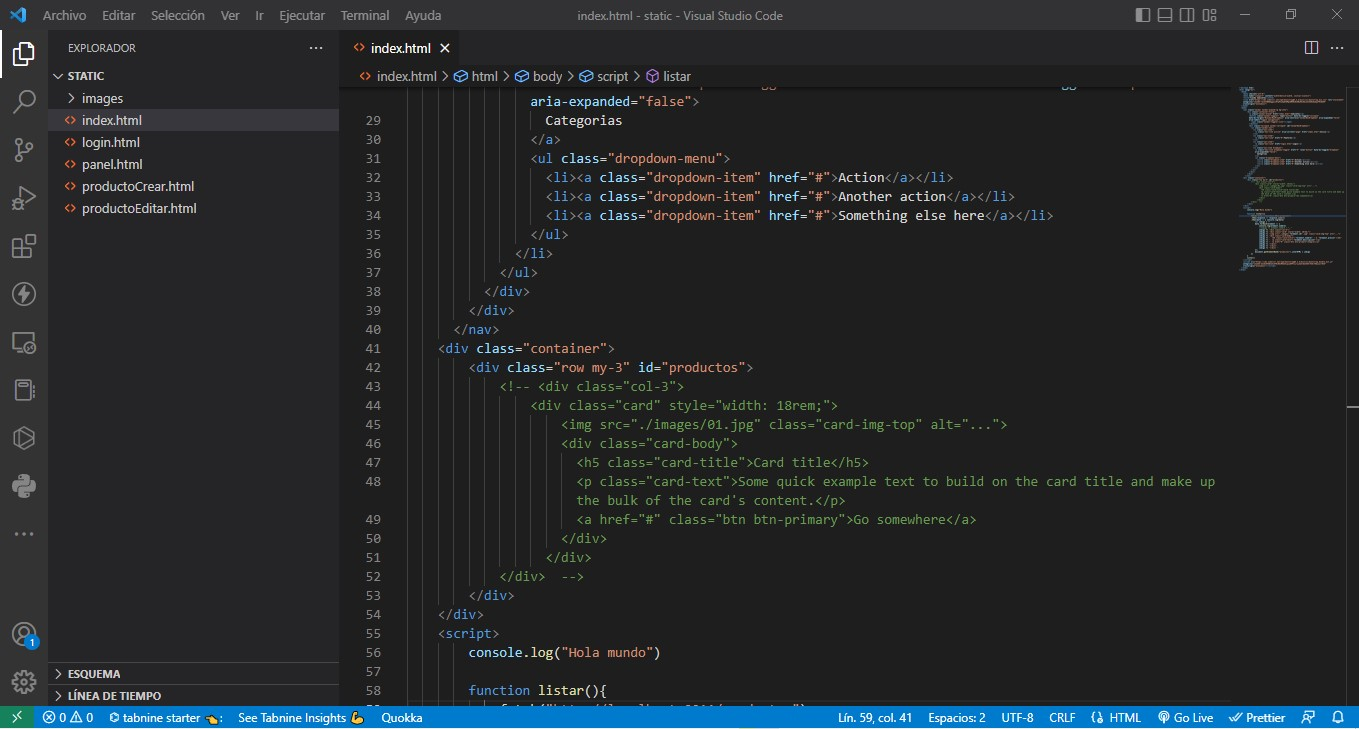 Archivo Editar Selección Ver Ir Ejecutar Terminal Ayuda
index.html - static - Visual Studio Code
EXPLORADOR
STATIC
images
index.html
login.html
panel.html
productoCrear.html
productoEditar.html
ESQUEMA
LÍNEA DE TIEMPO
1
index.html
index.html > html > body > script > listar
aria-expanded="false">
29 Categorias
30 </a>
31 <ul class="dropdown-menu">
32 <li><a class="dropdown-item" href="#">Action</a></li>
33 <li><a class="dropdown-item" href="#">Another action</a></li>
34 <li><a class="dropdown-item" href="#">Something else here</a></li>
35 </ul>
36 </li>
37 </ul>
38 </div>
39 </div>
40 </nav>
41 <div class="container">
42 <div class="row my-3" id="productos">
43 <!-- <div class="col-3">
44 <div class="card" style="width: 18rem;">
45 <img src="./images/01.jpg" class="card-img-top" alt="...">
46 <div class="card-body">
47 <h5 class="card-title">Card title</h5>
48 <p class="card-text">Some quick example text to build on the card title and make up
the bulk of the card's content.</p>
49 <a href="#" class="btn btn-primary">Go somewhere</a>
50 </div>
51 </div>
52 </div> -->
53 </div>
54 </div>
55 <script>
56 console.log("Hola mundo")
57
58 function listar(){
0 0 tabnine starter : See Tabnine Insights Quokka
Lín. 59, col. 41 Espacios: 2 UTF-8 CRLF HTML Go Live Prettier